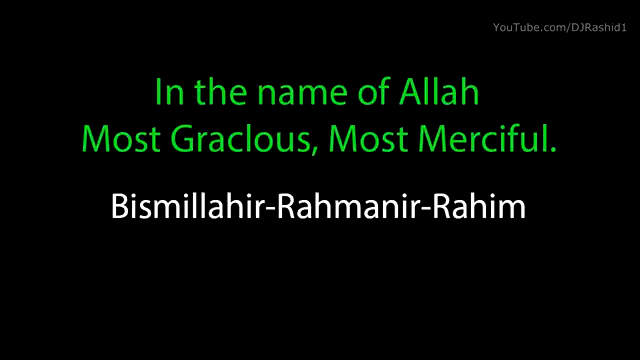 YouTube.com/DJRashid1
In the name of Allah
Most Graclous, Most Merciful.
Bismillahir-Rahmanir-Rahim